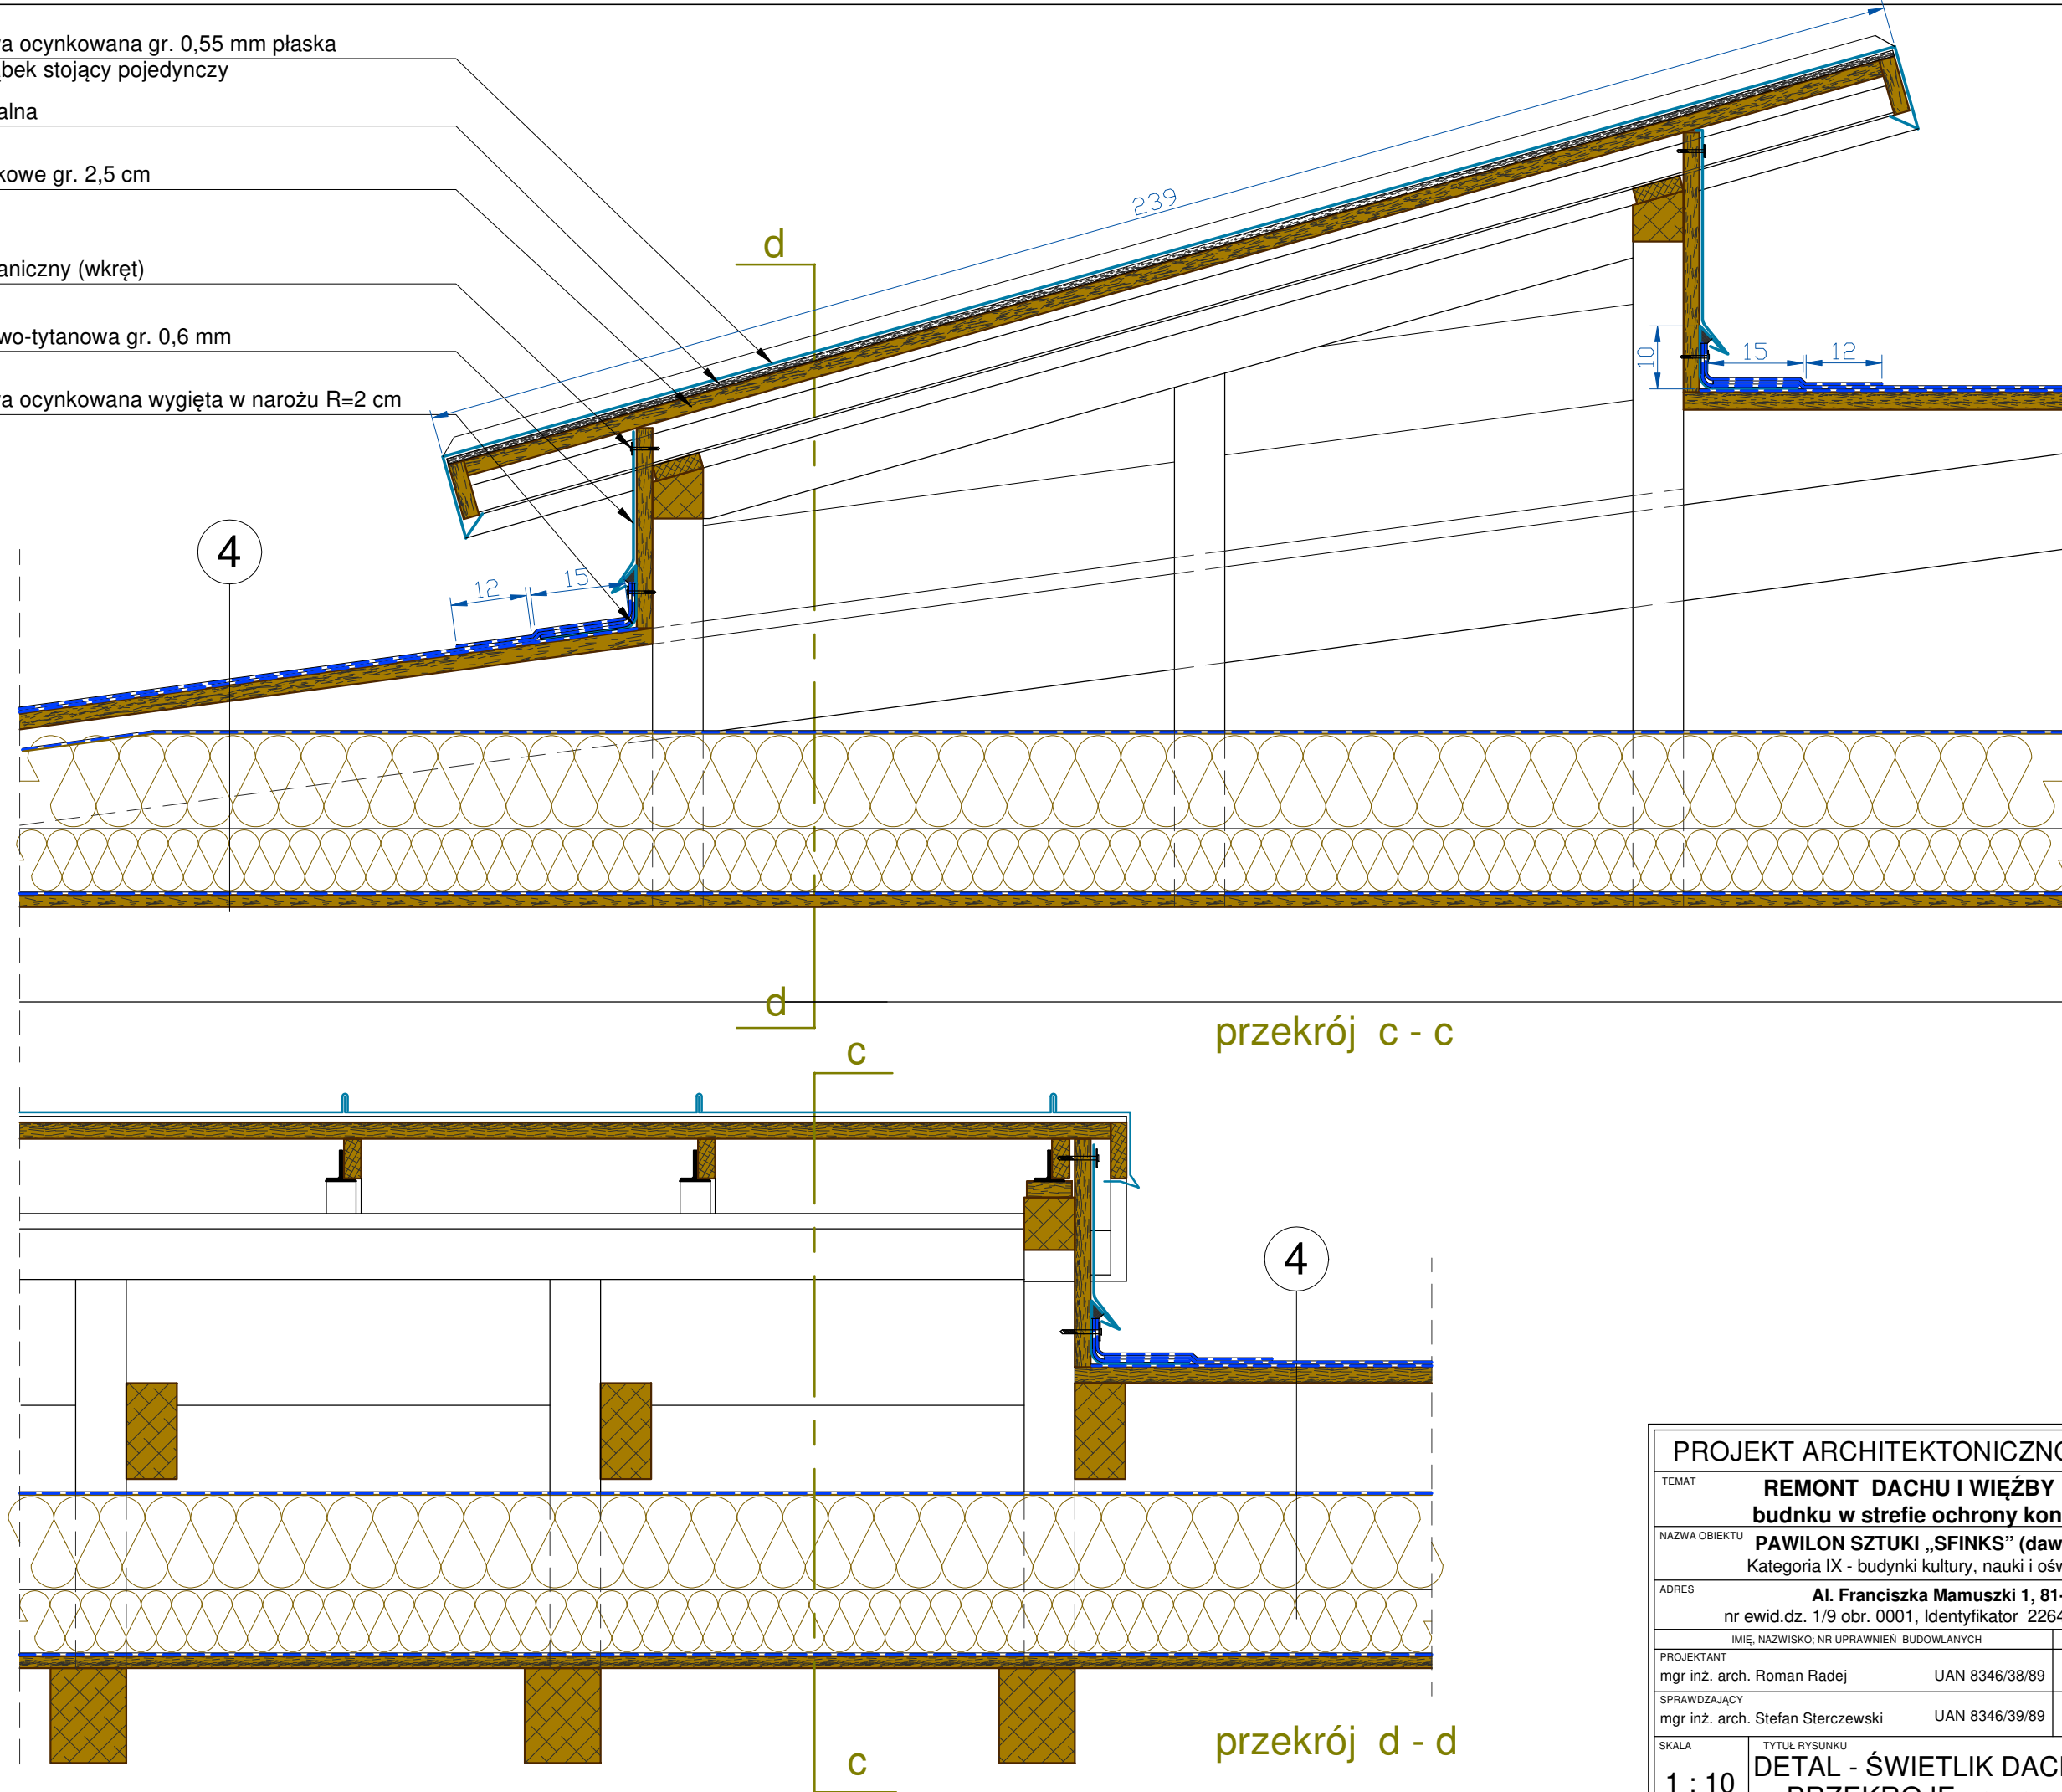 a ocynkowana gr. 0,55 mm płaska
bek stojący pojedynczy
alna
kowe gr. 2,5 cm
aniczny (wkręt)
wo-tytanowa gr. 0,6 mm
a ocynkowana wygięta w narożu R=2 cm
239
d
10
15
12
4
12
15
d
przekrój c - c
c
4
przekrój d - d
c
PROJEKT ARCHITEKTONICZNO
TEMAT
REMONT DACHU I WIĘŹBY
budnku w strefie ochrony kon
NAZWA OBIEKTU
PAWILON SZTUKI „SFINKS” (daw
Kategoria IX - budynki kultury, nauki i ośw
ADRES
Al. Franciszka Mamuszki 1, 81-
nr ewid.dz. 1/9 obr. 0001, Identyfikator 2264
IMIĘ, NAZWISKO; NR UPRAWNIEŃ BUDOWLANYCH
PROJEKTANT
mgr inż. arch. Roman Radej UAN 8346/38/89
SPRAWDZAJĄCY
mgr inż. arch. Stefan Sterczewski UAN 8346/39/89
SKALA
1 : 10
TYTUŁ RYSUNKU
DETAL - ŚWIETLIK DACH
PRZEKROJE